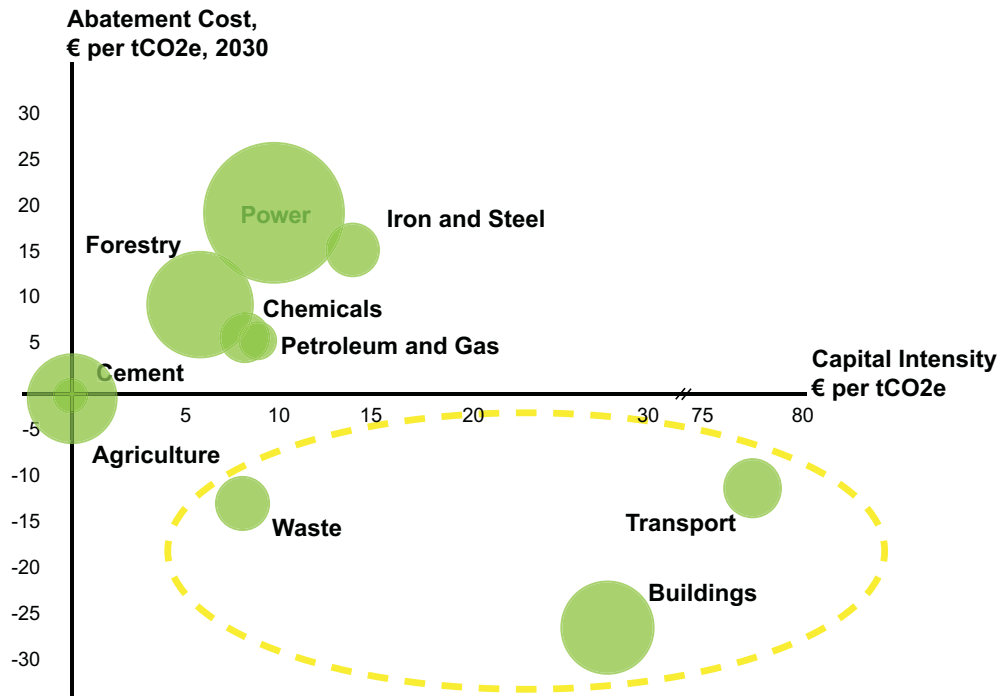 Abatement Cost,
€ per tCO2e, 2030
30
25
20
Power
Iron and Steel
15
Forestry
10
Chemicals
5
Petroleum and Gas
Capital Intensity
€ per tCO2e
Cement
5
10
15
20
30
75
80
-5
Agriculture
-10
Waste
Transport
-15
-20
Buildings
-25
-30